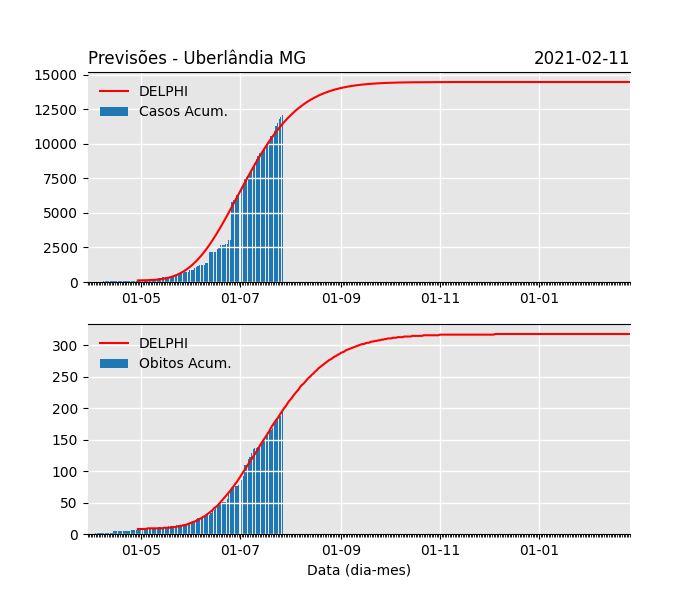 Previsões - Uberlândia MG 2021-02-11
15000
12500
10000
7500
5000
2500
0
DELPHI
Casos Acum.
01-05 01-07 01-09 01-11 01-01
300
250
200
150
100
50
0
DELPHI
Obitos Acum.
01-05 01-07 01-09 01-11 01-01
Data (dia-mes)